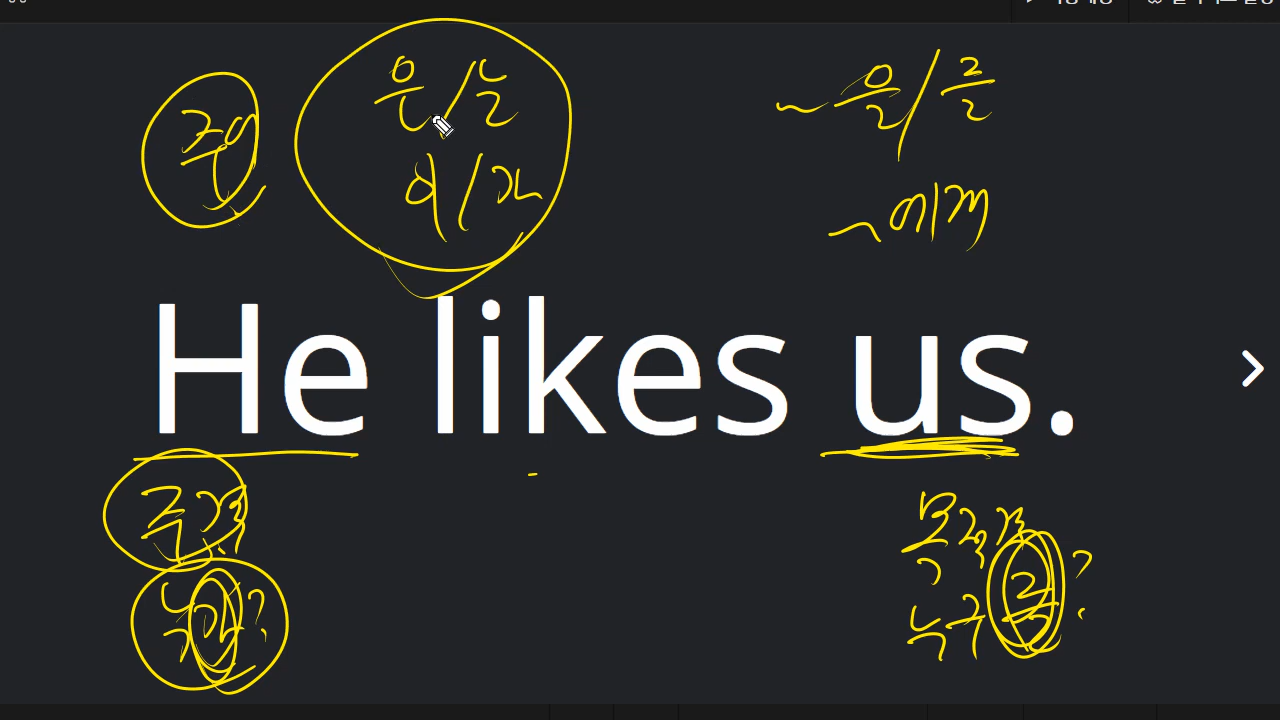 은/는 ~을/를
주어
이/가 ~에게
He likes us.
주격 목적격
누가? 누구를?